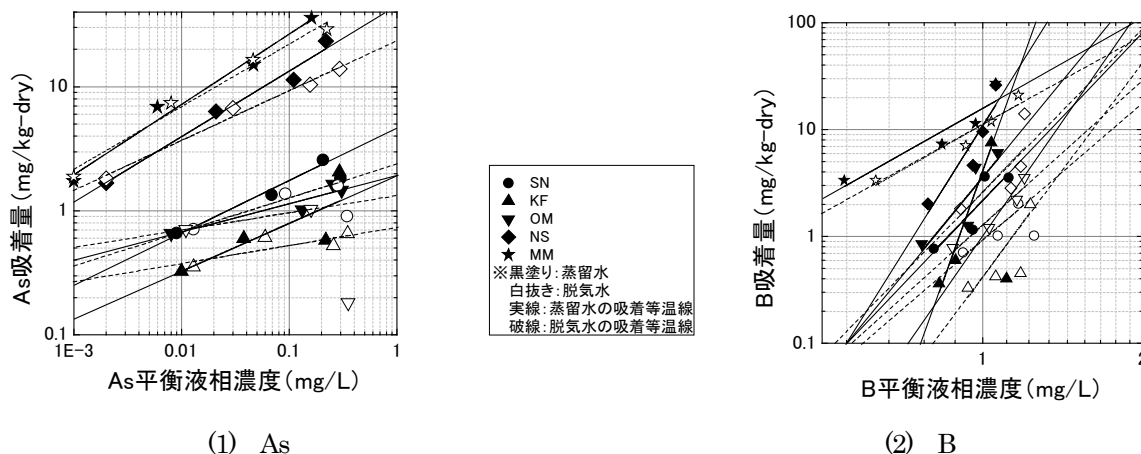 As吸着量(mg/kg-dry)
10
1
0.1
1E-3
0.01
0.1
1
As平衡液相濃度(mg/L)
(1) As
SN
KF
OM
NS
MM
※黒塗り:蒸留水
白抜き:脱気水
実線:蒸留水の吸着等温線
破線:脱気水の吸着等温線
B吸着量(mg/kg-dry)
100
10
1
0.1
1
2
B平衡液相濃度(mg/L)
(2) B